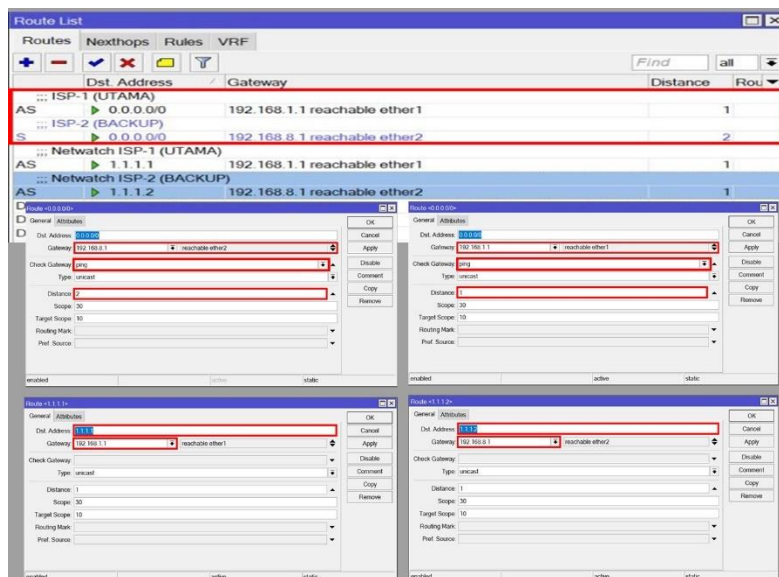 Route List
Routes Nexthops Rules VRF
Find all
Dst. Address Gateway Distance Rou
;;; ISP-1 (UTAMA)
AS 0.0.0.0/0 192.168.1.1 reachable ether1 1
;;; ISP-2 (BACKUP)
S 0.0.0.0/0 192.168.8.1 reachable ether2 2
;;; Netwatch ISP-1 (UTAMA)
AS 1.1.1.1 192.168.1.1 reachable ether1 1
;;; Netwatch ISP-2 (BACKUP)
AS 1.1.1.2 192.168.8.1 reachable ether2 1
D
D
D
Route <0.0.0.0/0>
General Attributes
Dst. Address: 0.0.0.0/0
Gateway: 192.168.8.1 reachable ether2
Check Gateway: ping
Type: unicast
Distance: 2
Scope: 30
Target Scope: 10
Routing Mark:
Pref. Source:
OK
Cancel
Apply
Disable
Comment
Copy
Remove
enabled active static
Route <0.0.0.0/0>
General Attributes
Dst. Address: 0.0.0.0/0
Gateway: 192.168.1.1 reachable ether1
Check Gateway: ping
Type: unicast
Distance: 1
Scope: 30
Target Scope: 10
Routing Mark:
Pref. Source:
OK
Cancel
Apply
Disable
Comment
Copy
Remove
enabled active static
Route <1.1.1.1>
General Attributes
Dst. Address: 1.1.1.1
Gateway: 192.168.1.1 reachable ether1
Check Gateway:
Type: unicast
Distance: 1
Scope: 30
Target Scope: 10
Routing Mark:
Pref. Source:
OK
Cancel
Apply
Disable
Comment
Copy
Remove
enabled active static
Route <1.1.1.2>
General Attributes
Dst. Address: 1.1.1.2
Gateway: 192.168.8.1 reachable ether2
Check Gateway:
Type: unicast
Distance: 1
Scope: 30
Target Scope: 10
Routing Mark:
Pref. Source:
OK
Cancel
Apply
Disable
Comment
Copy
Remove
enabled active static